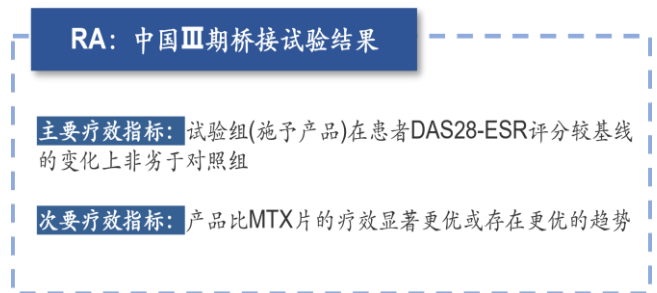 RA：中国Ⅲ期桥接试验结果
主要疗效指标：试验组(施予产品)在患者DAS28-ESR评分较基线
的变化上非劣于对照组
次要疗效指标：产品比MTX片的疗效显著更优或存在更优的趋势